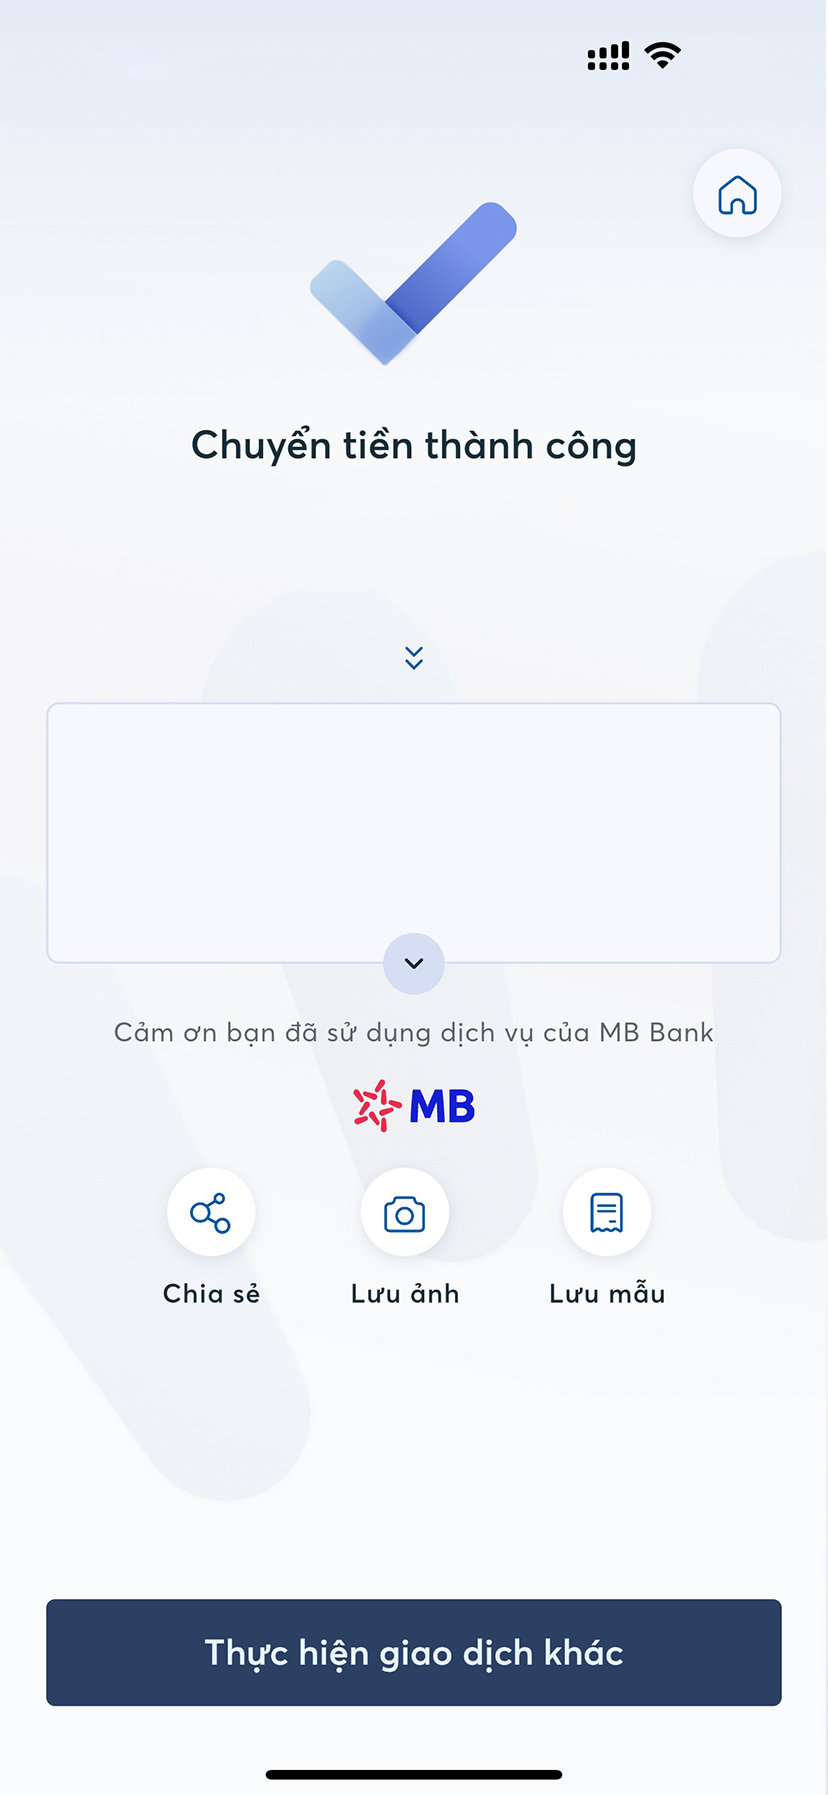 Chuyển tiền thành công
Cảm ơn bạn đã sử dụng dịch vụ của MB Bank
MB
Chia sẻ
Lưu ảnh
Lưu mẫu
Thực hiện giao dịch khác